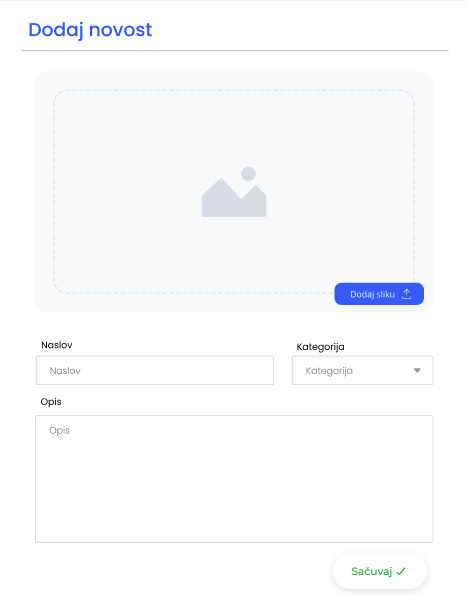 Dodaj novost
Dodaj sliku
Naslov
Kategorija
Naslov
Kategorija
Opis
Opis
Sačuvaj